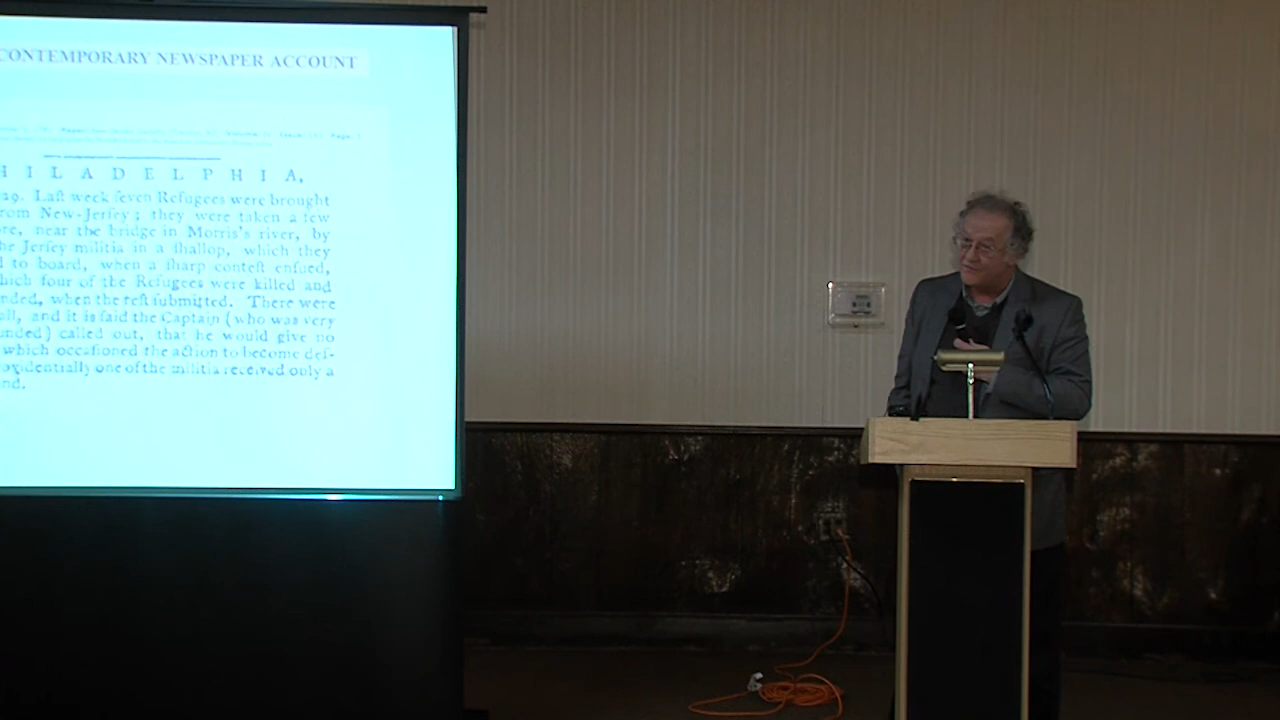 CONTEMPORARY NEWSPAPER ACCOUNT
HILADELPHIA,
29. Laſt week ſeven Refugees were brought
rom New-Jerſey; they were taken a few
re, near the bridge in Morris's river, by
he Jerſey militia in a ſhallop, which they
d to board, when a ſharp conteſt enſued,
hich four of the Refugees were killed and
nded, when the reſt ſubmitted. There were
all, and it is ſaid the Captain (who was very
unded) called out, that he would give no
which occaſioned the action to become deſ-
ovidentially one of the militia received only a
nd.